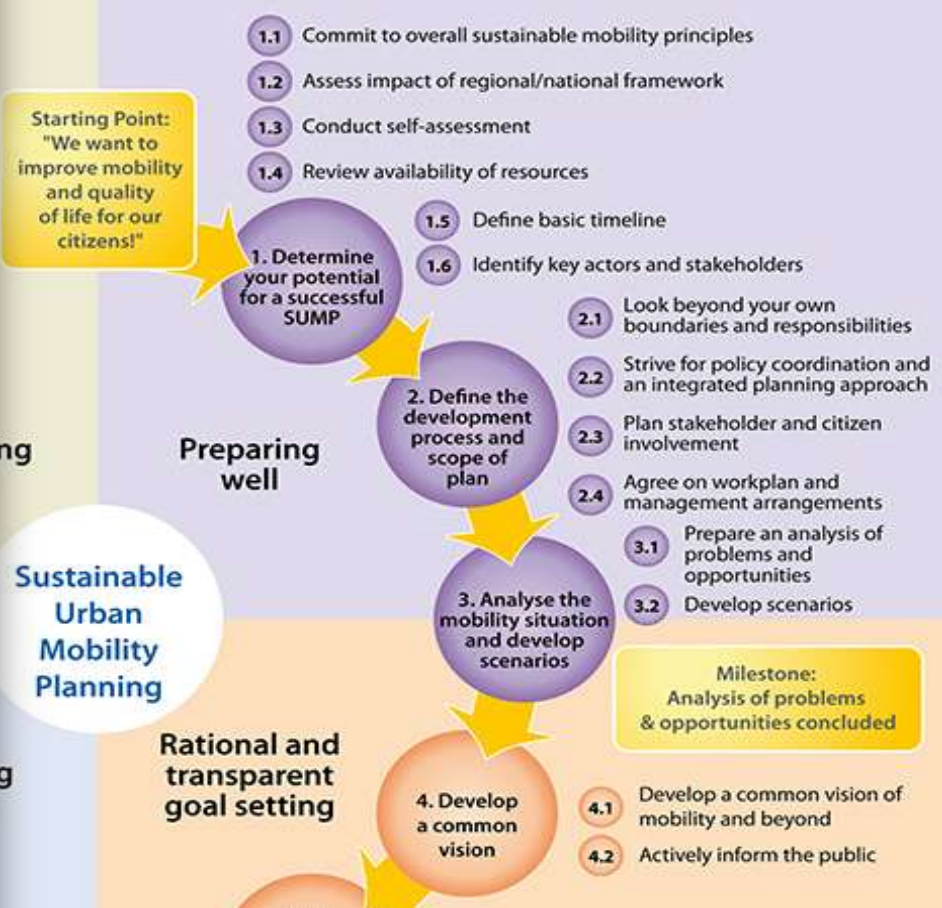 1.1 Commit to overall sustainable mobility principles
1.2 Assess impact of regional/national framework
1.3 Conduct self-assessment
1.4 Review availability of resources
Starting Point:
"We want to
improve mobility
and quality
of life for our
citizens!"
1. Determine
your potential
for a successful
SUMP
1.5 Define basic timeline
1.6 Identify key actors and stakeholders
2. Define the
development
process and
scope of
plan
2.1 Look beyond your own
boundaries and responsibilities
2.2 Strive for policy coordination and
an integrated planning approach
2.3 Plan stakeholder and citizen
involvement
2.4 Agree on workplan and
management arrangements
ng
Preparing
well
3. Analyse the
mobility situation
and develop
scenarios
3.1 Prepare an analysis of
problems and
opportunities
3.2 Develop scenarios
Sustainable
Urban
Mobility
Planning
Milestone:
Analysis of problems
& opportunities concluded
g
Rational and
transparent
goal setting
4. Develop
a common
vision
4.1 Develop a common vision of
mobility and beyond
4.2 Actively inform the public